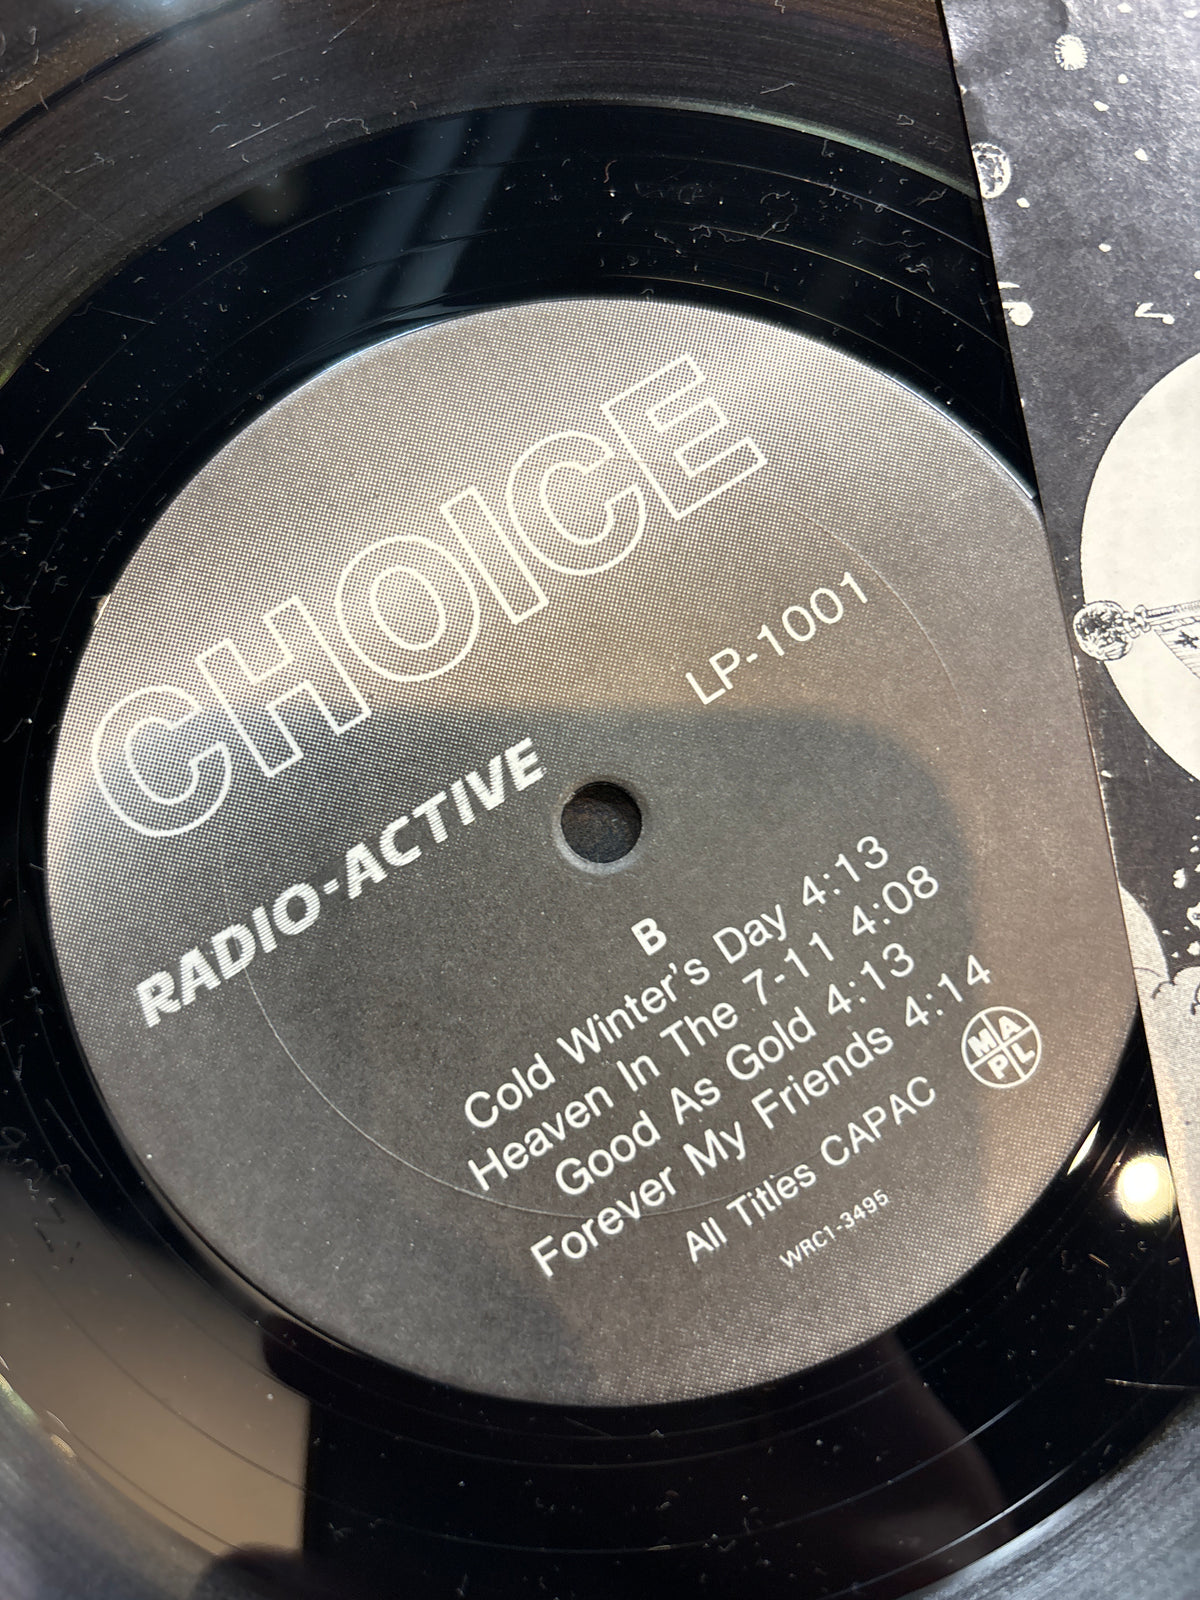 CHOICE
LP-1001
RADIO-ACTIVE
B
Cold Winter's Day 4:13
Heaven In The 7-11 4:08
Good As Gold 4:13
Forever My Friends 4:14
MAPL
All Titles CAPAC
WRC1-3495